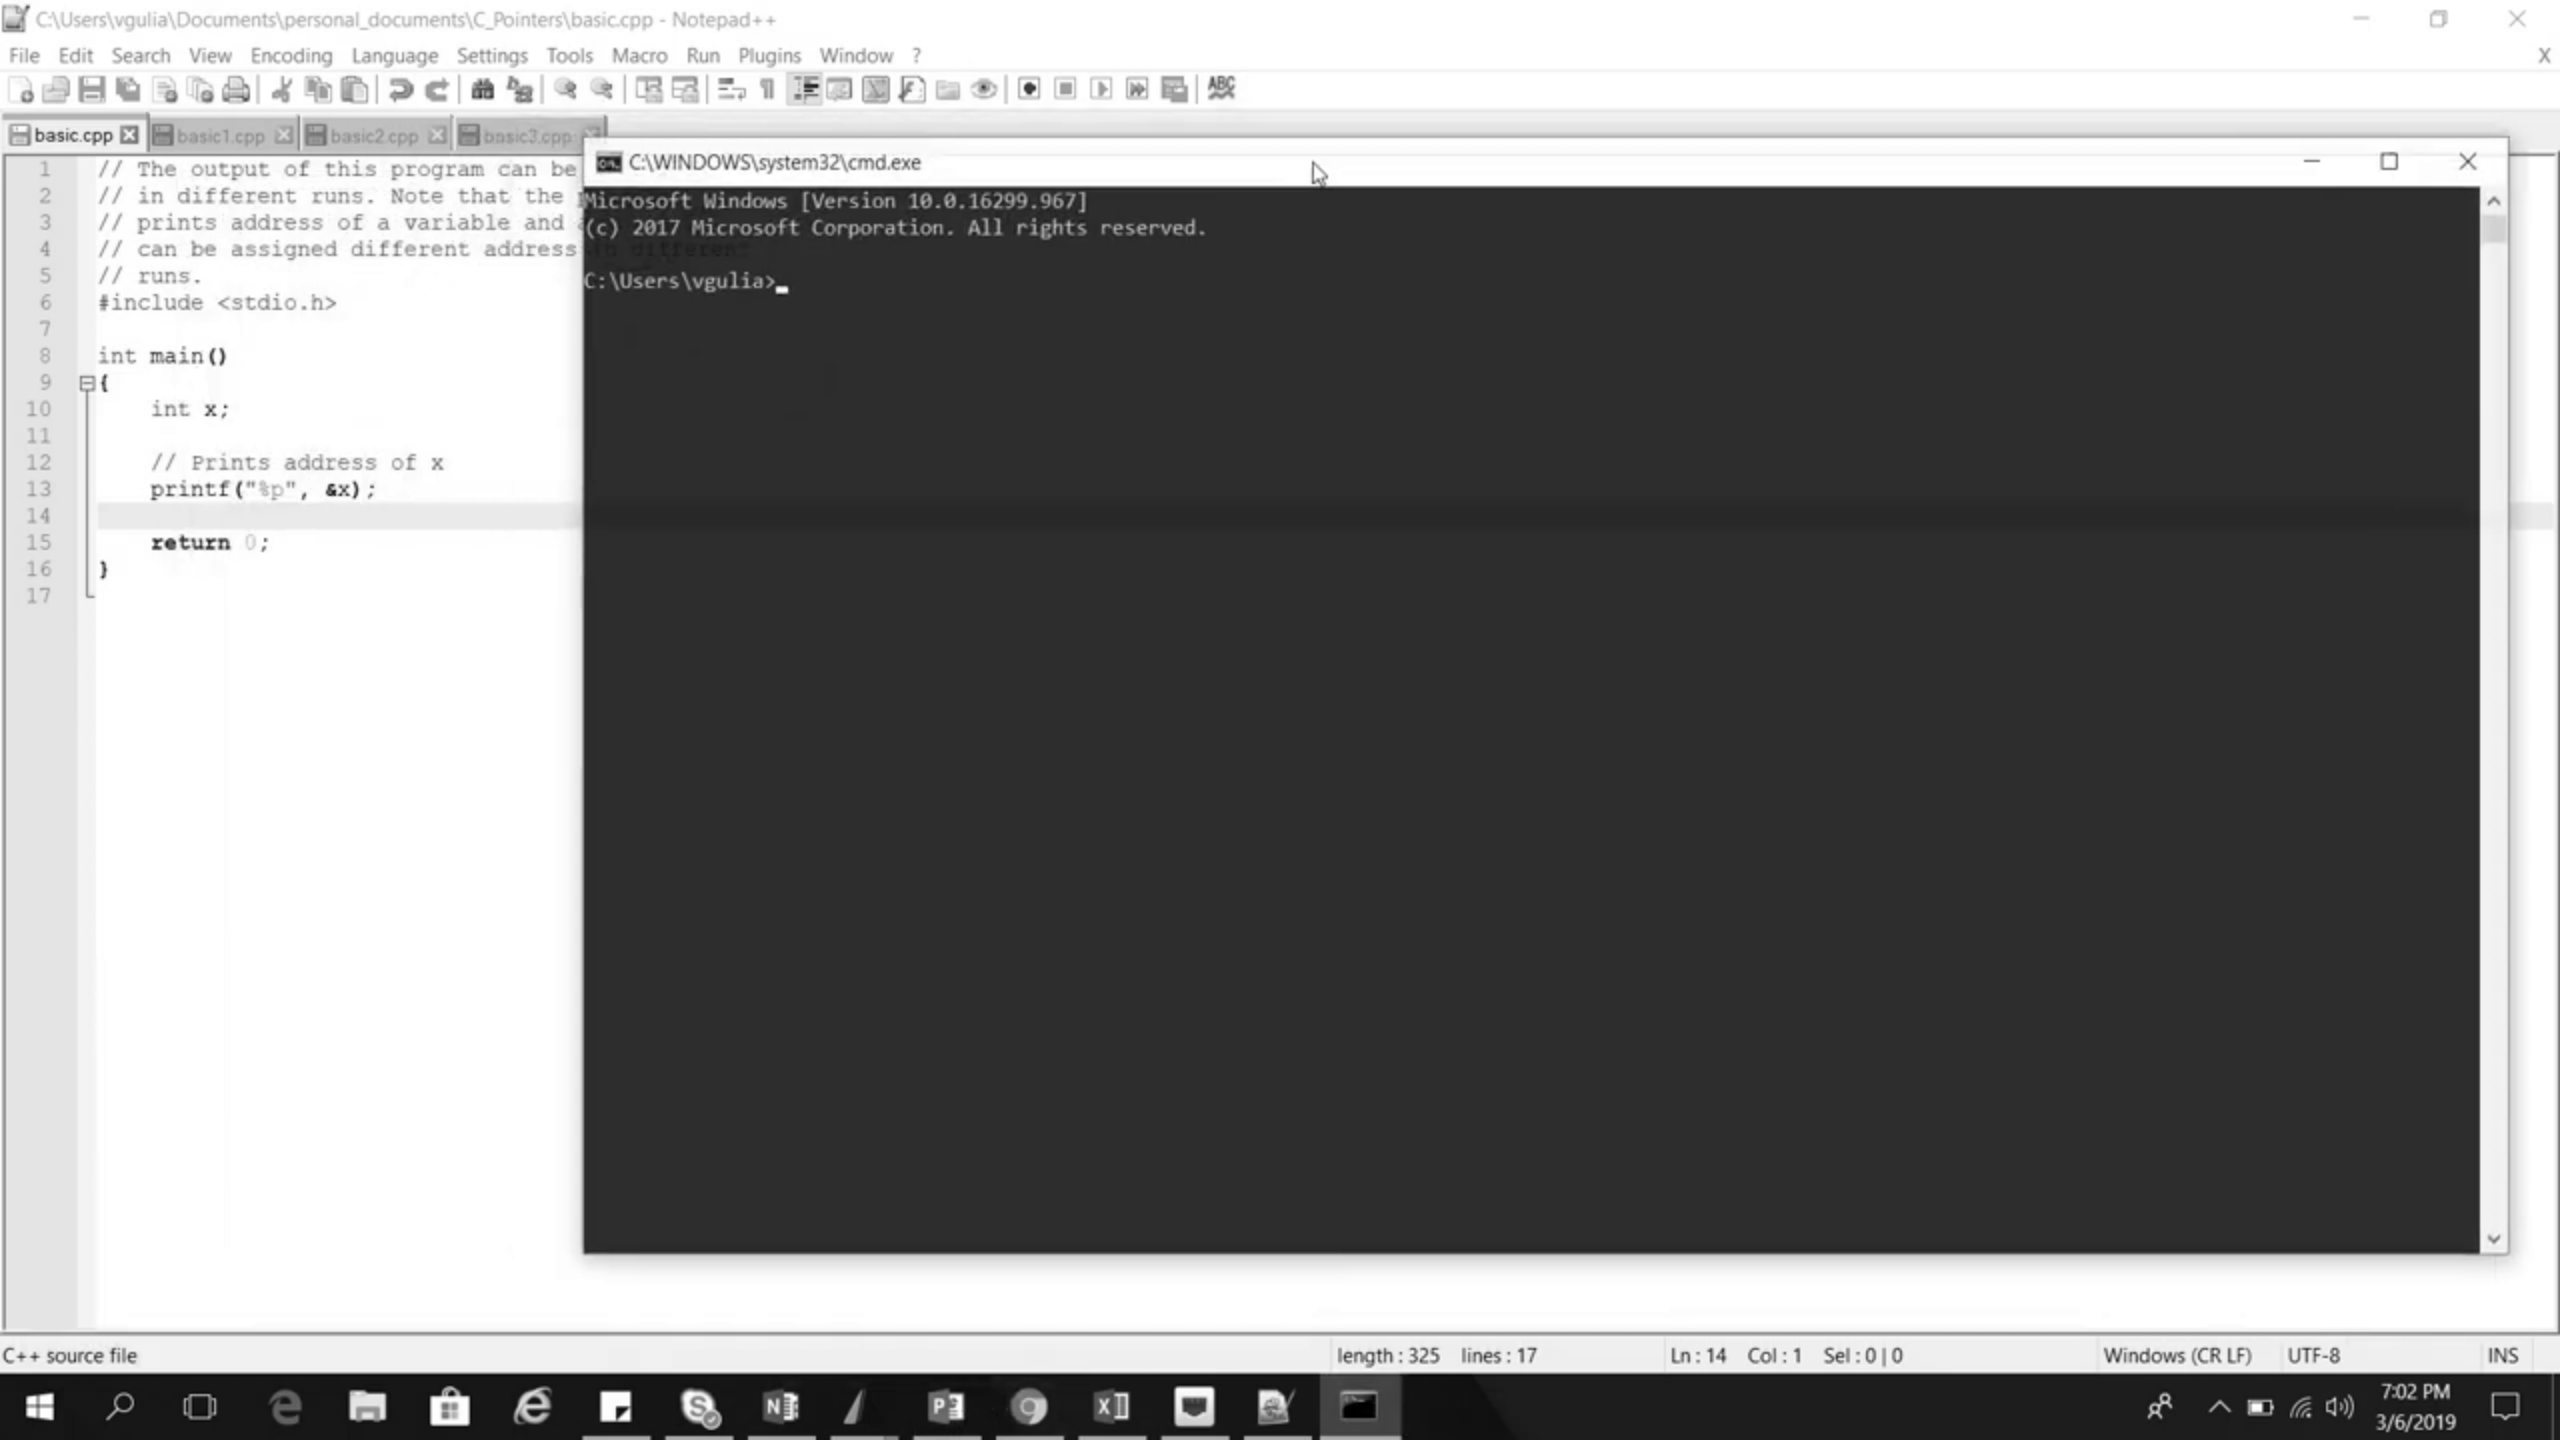 C:\Users\vgulia\Documents\personal_documents\C_Pointers\basic.cpp - Notepad++
File Edit Search View Encoding Language Settings Tools Macro Run Plugins Window ? X
ABC
basic.cpp basic1.cpp basic2.cpp basic3.cpp
C:\WINDOWS\system32\cmd.exe
Microsoft Windows [Version 10.0.16299.967]
(c) 2017 Microsoft Corporation. All rights reserved.
C:\Users\vgulia>
1 // The output of this program can be
2 // in different runs. Note that the
3 // prints address of a variable and
4 // can be assigned different address in different
5 // runs.
6 #include <stdio.h>
7
8 int main()
9 {
10 int x;
11
12 // Prints address of x
13 printf("%p", &x);
14
15 return 0;
16 }
17
C++ source file length : 325 lines : 17 Ln : 14 Col : 1 Sel : 0 | 0 Windows (CR LF) UTF-8 INS
7:02 PM
3/6/2019